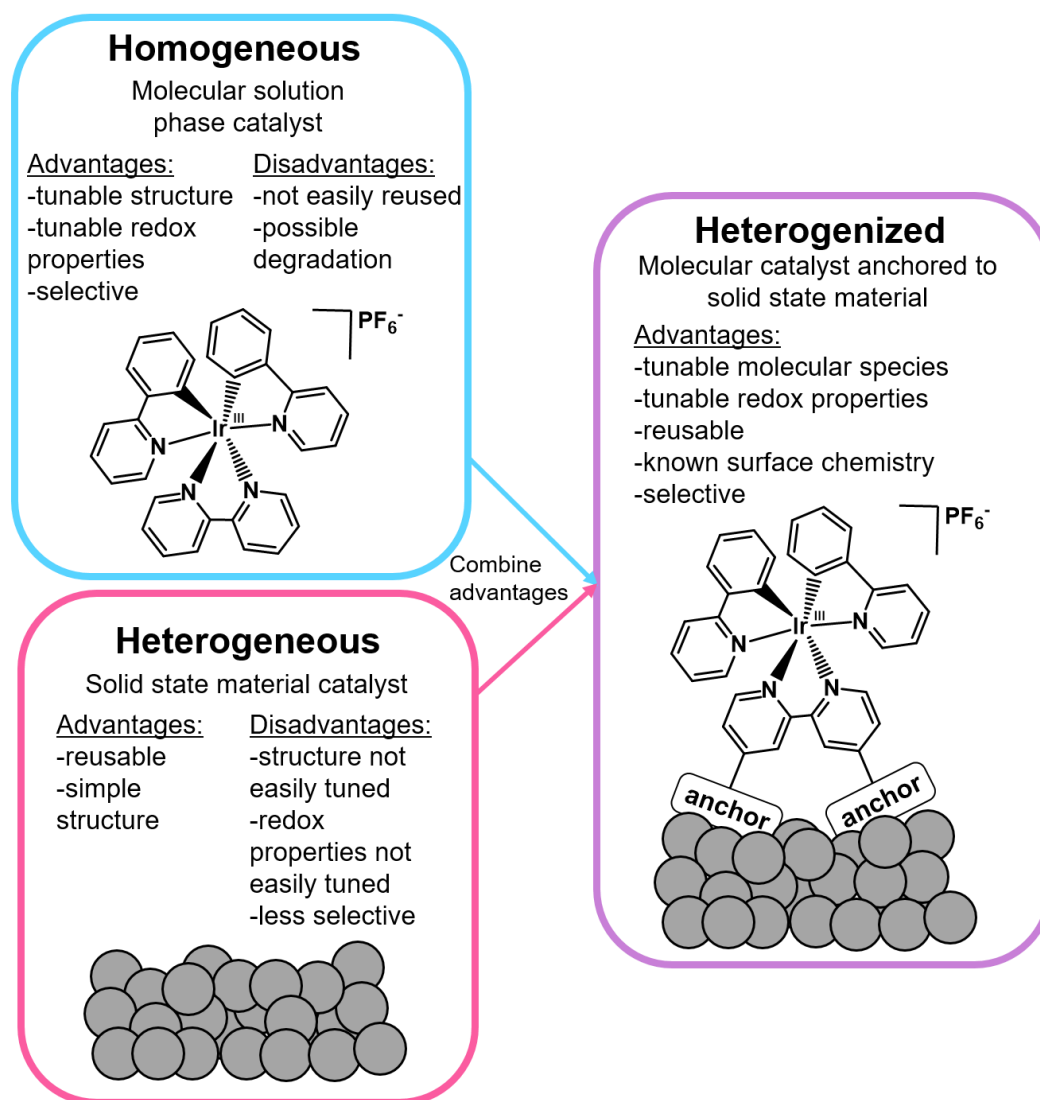 Homogeneous
Molecular solution
phase catalyst
Advantages:
-tunable structure
-tunable redox
properties
-selective
Disadvantages:
-not easily reused
-possible
degradation
PF6-
Ir III
N
N
N
N
Heterogeneous
Solid state material catalyst
Advantages:
-reusable
-simple
structure
Disadvantages:
-structure not
easily tuned
-redox
properties not
easily tuned
-less selective
Combine
advantages
Heterogenized
Molecular catalyst anchored to
solid state material
Advantages:
-tunable molecular species
-tunable redox properties
-reusable
-known surface chemistry
-selective
PF6-
Ir III
N
N
N
N
anchor
anchor